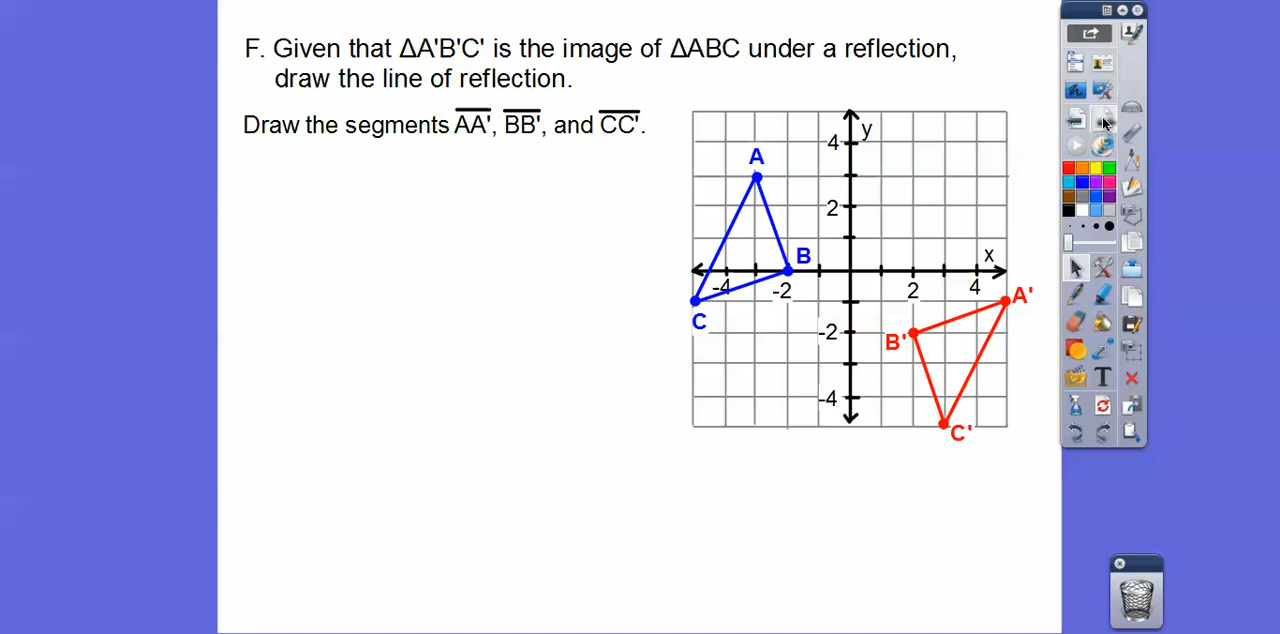 F. Given that ΔA'B'C' is the image of ΔABC under a reflection,
draw the line of reflection.
Draw the segments AA', BB', and CC'.
4
y
A
2
B
x
-4
-2
2
4
A'
C
-2
B'
-4
C'
T